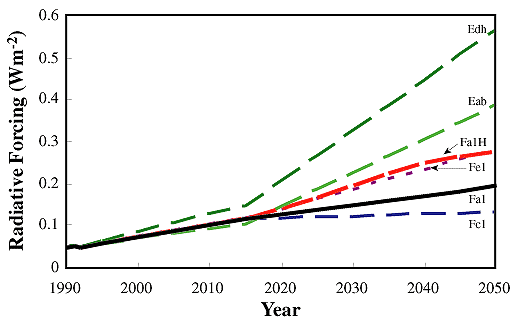 Radiative Forcing (Wm-2)
0.6
0.5
0.4
0.3
0.2
0.1
0
Edh
Eab
Fa1H
Fe1
Fa1
Fc1
1990 2000 2010 2020 2030 2040 2050
Year